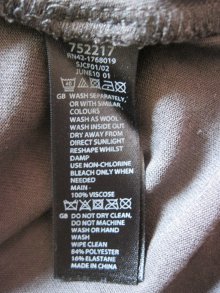 752217
RN42-1768019
SJCF01/02
JUNE10 01
GB WASH SEPARATELY
OR WITH SIMILAR
COLOURS
WASH AS WOOL
WASH INSIDE OUT
DRY AWAY FROM
DIRECT SUNLIGHT
RESHAPE WHILST
DAMP
USE NON-CHLORINE
BLEACH ONLY WHEN
NEEDED
MAIN-
100% VISCOSE
GB DO NOT DRY CLEAN,
DO NOT MACHINE
WASH OR HAND
WASH
WIPE CLEAN
84% POLYESTER
16% ELASTANE
MADE IN CHINA